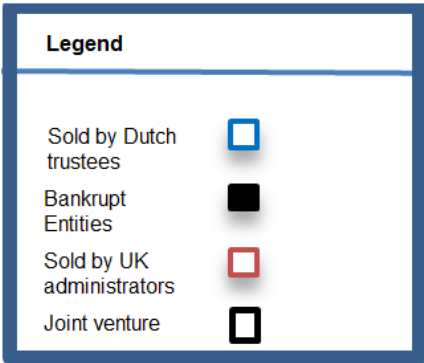 Legend
Sold by Dutch
trustees
Bankrupt
Entities
Sold by UK
administrators
Joint venture